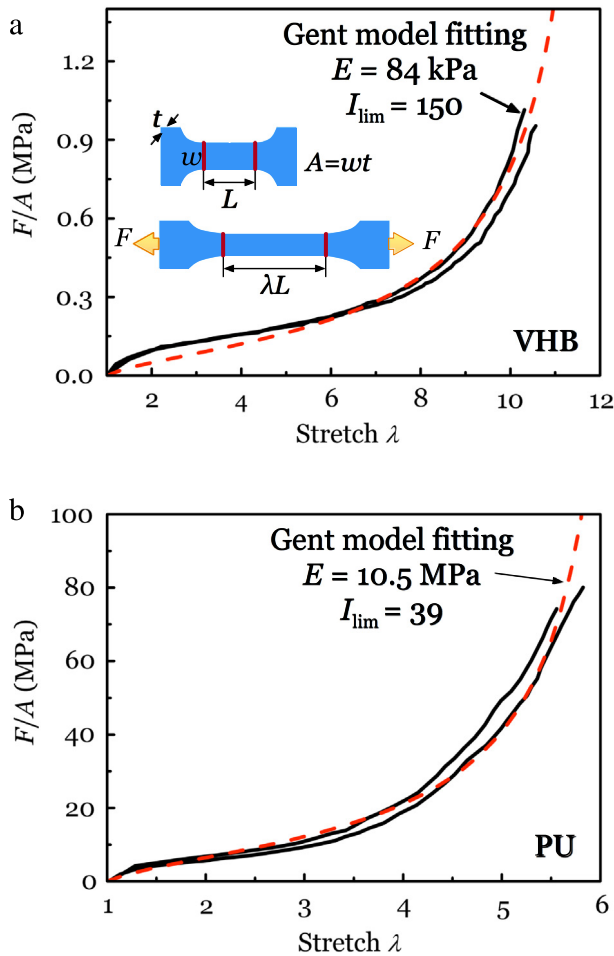 a
Gent model fitting
E = 84 kPa
I_lim = 150
t
w
A=wt
L
F
F
λL
VHB
1.2
0.9
0.6
0.3
0.0
F/A (MPa)
2
4
6
8
10
12
Stretch λ
b
Gent model fitting
E = 10.5 MPa
I_lim = 39
PU
100
80
60
40
20
0
F/A (MPa)
1
2
3
4
5
6
Stretch λ